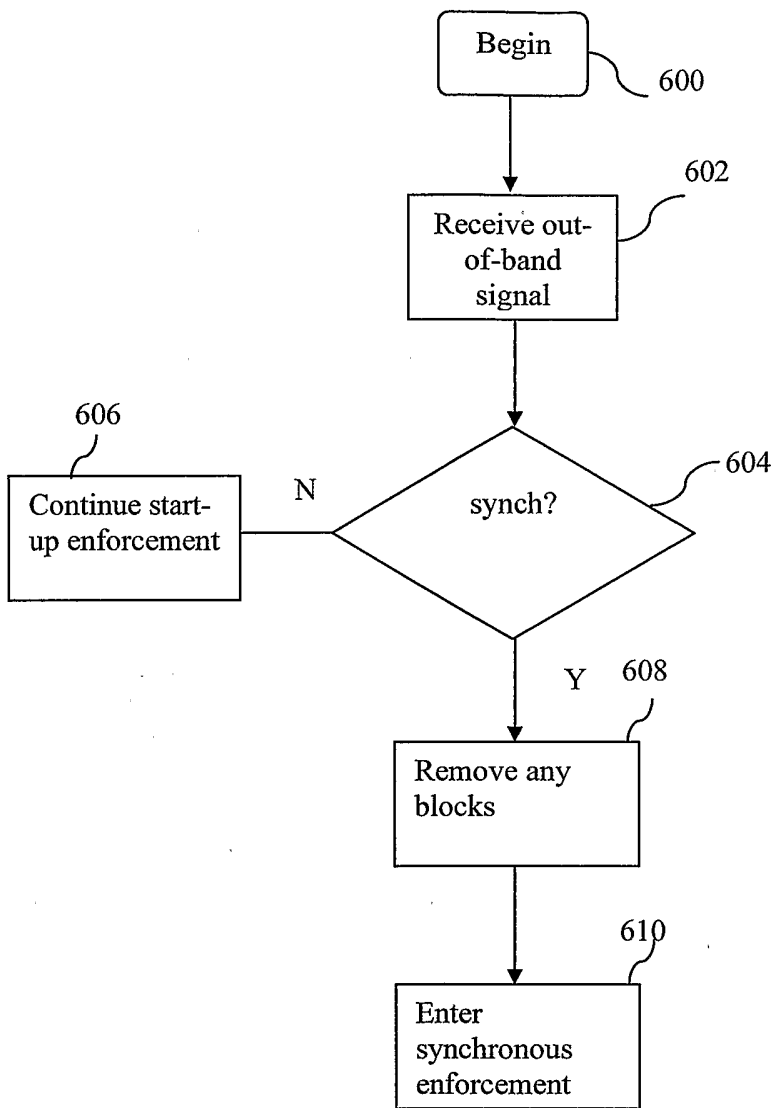 Begin
600
602
Receive out-
of-band
signal
606
604
N
synch?
Continue start-
up enforcement
608
Y
Remove any
blocks
610
Enter
synchronous
enforcement